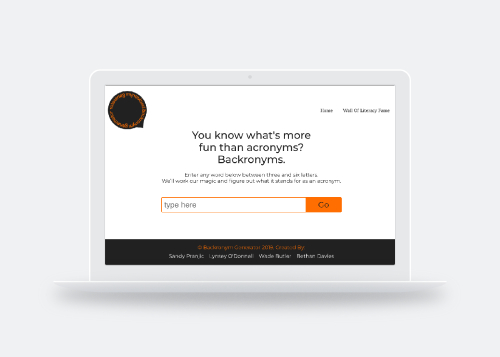 Home Wall Of Literary Fame
You know what's more
fun than acronyms?
Backronyms.
Enter any word below between three and six letters.
We'll work our magic and figure out what it stands for as an acronym.
type here Go
© Backronym Generator 2019. Created By:
Sandy Pranjic Lynsey O'Donnell Wade Butler Bethan Davies